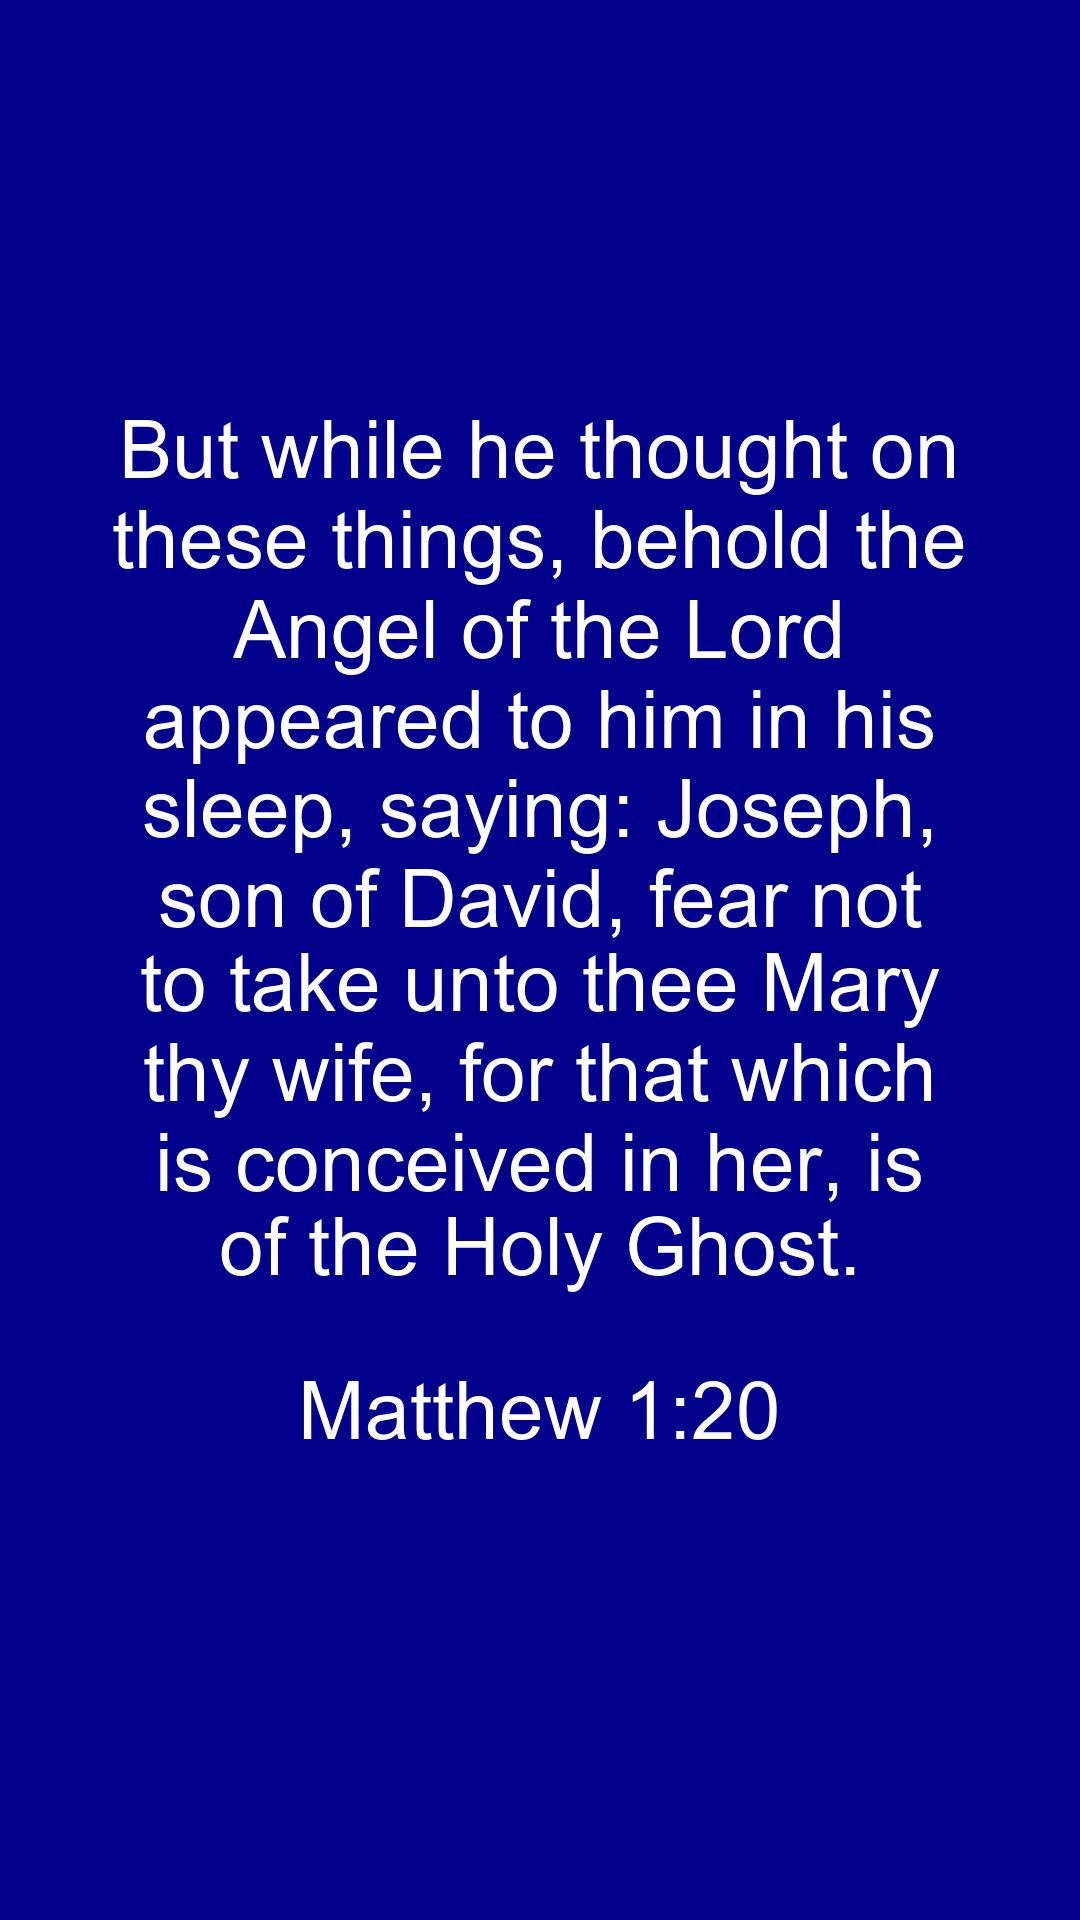 But while he thought on
these things, behold the
Angel of the Lord
appeared to him in his
sleep, saying: Joseph,
son of David, fear not
to take unto thee Mary
thy wife, for that which
is conceived in her, is
of the Holy Ghost.
Matthew 1:20